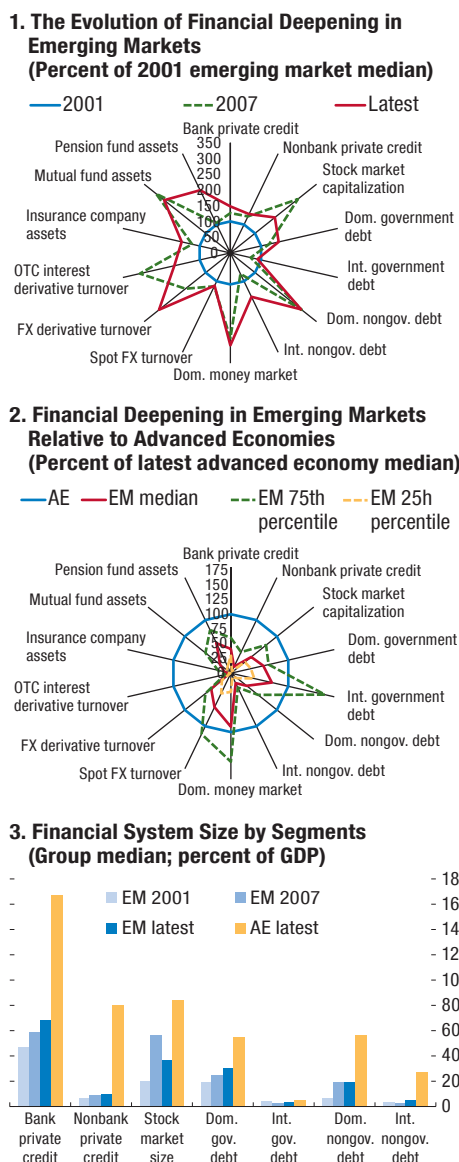 1. The Evolution of Financial Deepening in
Emerging Markets
(Percent of 2001 emerging market median)
2001
2007
Latest
Bank private credit
Pension fund assets
Nonbank private credit
Mutual fund assets
Stock market
capitalization
Insurance company
assets
Dom. government
debt
OTC interest
derivative turnover
Int. government
debt
FX derivative turnover
Dom. nongov. debt
Spot FX turnover
Int. nongov. debt
Dom. money market
350
300
250
200
150
100
50
0
2. Financial Deepening in Emerging Markets
Relative to Advanced Economies
(Percent of latest advanced economy median)
AE
EM median
EM 75th
percentile
EM 25h
percentile
Bank private credit
Pension fund assets
Nonbank private credit
Mutual fund assets
Stock market
capitalization
Insurance company
assets
Dom. government
debt
OTC interest
derivative turnover
Int. government
debt
FX derivative turnover
Dom. nongov. debt
Spot FX turnover
Int. nongov. debt
Dom. money market
175
150
125
100
75
50
25
0
3. Financial System Size by Segments
(Group median; percent of GDP)
EM 2001
EM 2007
EM latest
AE latest
18
16
14
12
10
80
60
40
20
0
Bank
private
credit
Nonbank
private
credit
Stock
market
size
Dom.
gov.
debt
Int.
gov.
debt
Dom.
nongov.
debt
Int.
nongov.
debt